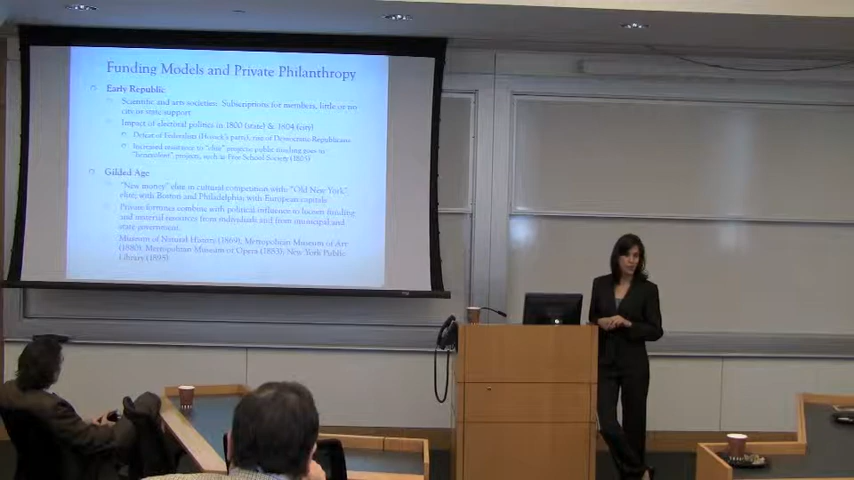 Funding Models and Private Philanthropy
Early Republic
Scientific and arts societies: Subscriptions for members, little or no
city or state support
Impact of electoral politics in 1800 (state) & 1804 (city)
Defeat of Federalists (Hosack's party), rise of Democratic-Republicans
Increased resistance to "elite" projects; public funding goes to
"benevolent" projects, such as Free School Society (1805)
Gilded Age
"New money" elite in cultural competition with: "Old New York"
elite; with Boston and Philadelphia; with European capitals
Private fortunes combine with political influence to loosen funding
and material resources from individuals and from municipal and
state government.
Museum of Natural History (1869), Metropolitan Museum of Art
(1880), Metropolitan Museum of Opera (1883), New York Public
Library (1895)